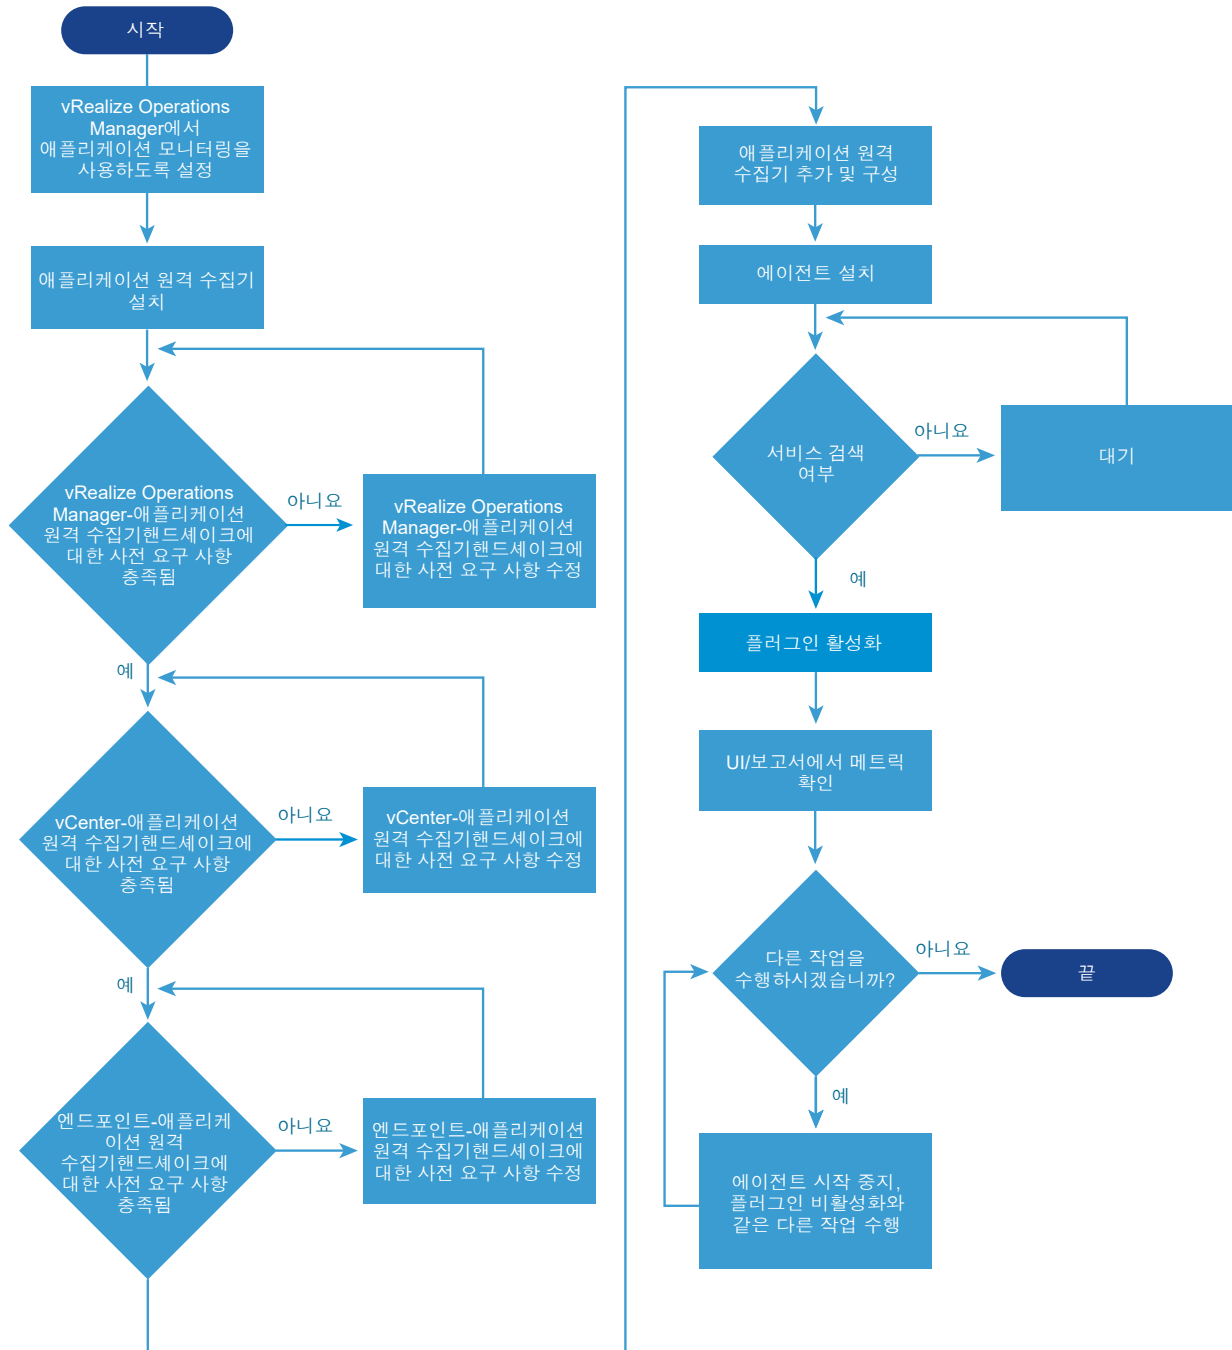 시작
vRealize Operations
Manager에서
애플리케이션 모니터링을
사용하도록 설정
애플리케이션 원격 수집기
설치
vRealize Operations
Manager-애플리케이션
원격 수집기핸드셰이크에
대한 사전 요구 사항
충족됨
아니요
vRealize Operations
Manager-애플리케이션
원격 수집기핸드셰이크에
대한 사전 요구 사항 수정
예
vCenter-애플리케이션
원격 수집기핸드셰이크에
대한 사전 요구 사항
충족됨
아니요
vCenter-애플리케이션
원격 수집기핸드셰이크에
대한 사전 요구 사항 수정
예
엔드포인트-애플리케
이션 원격
수집기핸드셰이크에
대한 사전 요구 사항
충족됨
아니요
엔드포인트-애플리케이션
원격 수집기핸드셰이크에
대한 사전 요구 사항 수정
애플리케이션 원격
수집기 추가 및 구성
에이전트 설치
서비스 검색
여부
아니요
대기
예
플러그인 활성화
UI/보고서에서 메트릭
확인
다른 작업을
수행하시겠습니까?
아니요
끝
예
에이전트 시작 중지,
플러그인 비활성화와
같은 다른 작업 수행